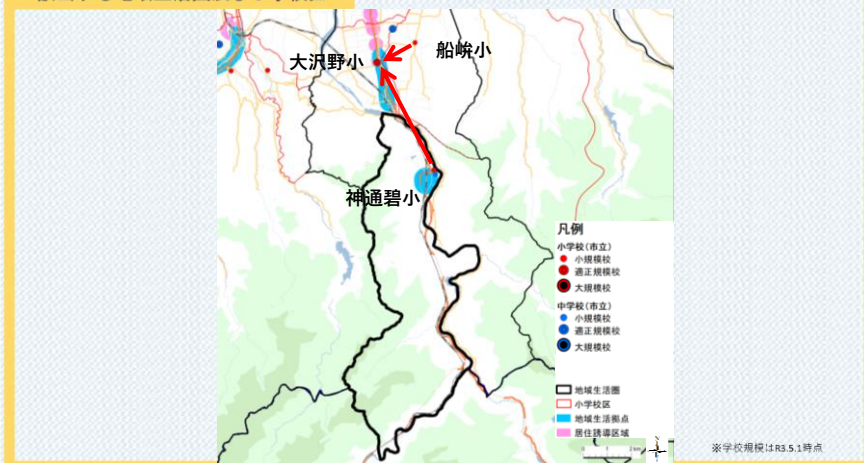 大沢野小
船峅小
神通碧小
凡例
小学校(市立)
小規模校
適正規模校
大規模校
中学校(市立)
小規模校
適正規模校
大規模校
地域生活圏
小学校区
地域生活拠点
居住誘導区域
0 1 2km
※学校規模はR3.5.1時点